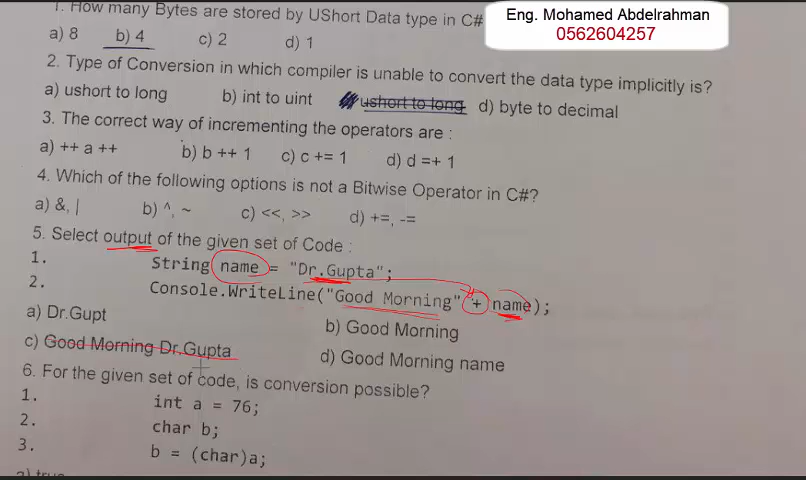 1. How many Bytes are stored by UShort Data type in C#
Eng. Mohamed Abdelrahman
0562604257
a) 8 b) 4 c) 2 d) 1
2. Type of Conversion in which compiler is unable to convert the data type implicitly is?
a) ushort to long b) int to uint ushort to long d) byte to decimal
3. The correct way of incrementing the operators are :
a) ++ a ++ b) b ++ 1 c) c += 1 d) d =+ 1
4. Which of the following options is not a Bitwise Operator in C#?
a) &, | b) ^, ~ c) <<, >> d) +=, -=
5. Select output of the given set of Code :
1. String name = "Dr.Gupta";
2. Console.WriteLine("Good Morning" + name);
a) Dr.Gupt b) Good Morning
c) Good Morning Dr.Gupta d) Good Morning name
6. For the given set of code, is conversion possible?
1. int a = 76;
2. char b;
3. b = (char)a;
a) true